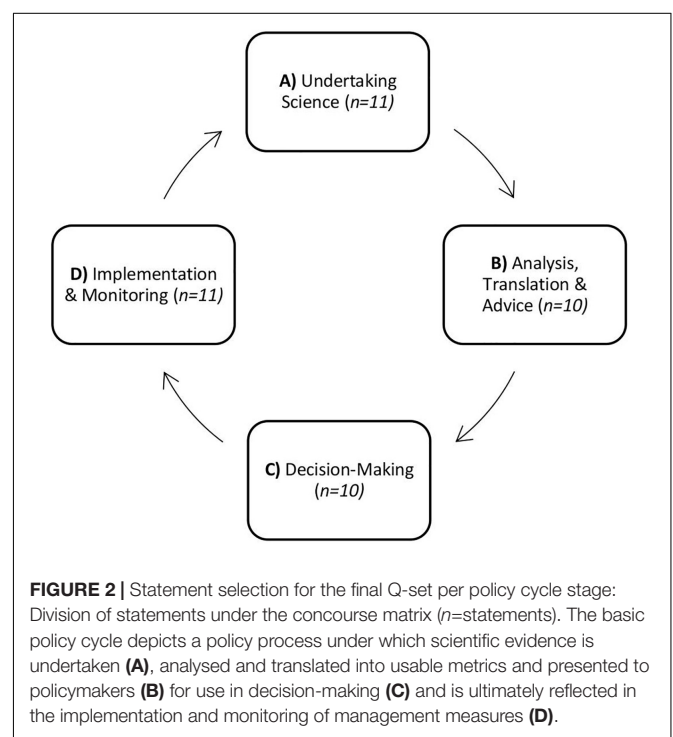 A) Undertaking
Science (n=11)
B) Analysis,
Translation &
Advice (n=10)
D) Implementation
& Monitoring (n=11)
C) Decision-Making
(n=10)
FIGURE 2 | Statement selection for the final Q-set per policy cycle stage:
Division of statements under the concourse matrix (n=statements). The basic
policy cycle depicts a policy process under which scientific evidence is
undertaken (A), analysed and translated into usable metrics and presented to
policymakers (B) for use in decision-making (C) and is ultimately reflected in
the implementation and monitoring of management measures (D).